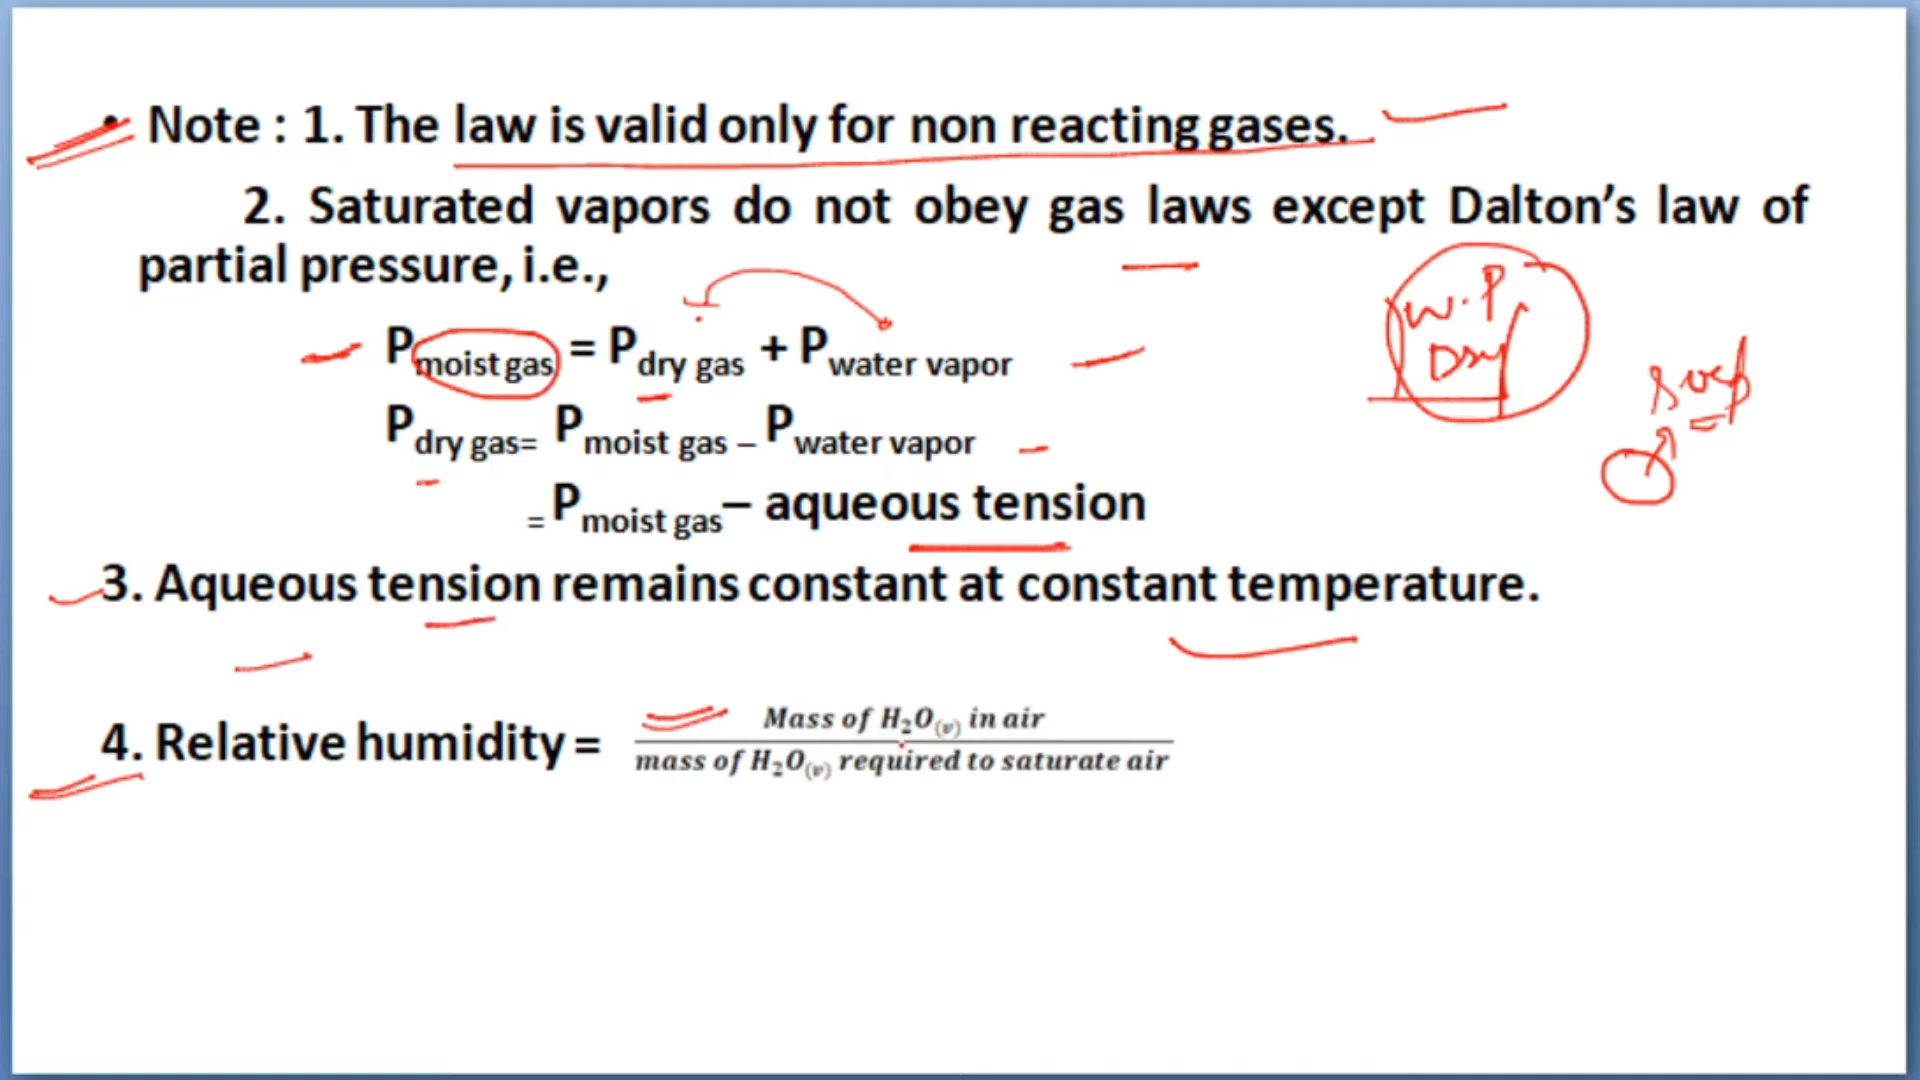 • Note : 1. The law is valid only for non reacting gases.
2. Saturated vapors do not obey gas laws except Dalton’s law of
partial pressure, i.e.,
W.P
Dry
P moist gas = P dry gas + P water vapor
P dry gas= P moist gas – P water vapor
= P moist gas – aqueous tension
3. Aqueous tension remains constant at constant temperature.
4. Relative humidity = Mass of H₂O(v) in air
mass of H₂O(v) required to saturate air